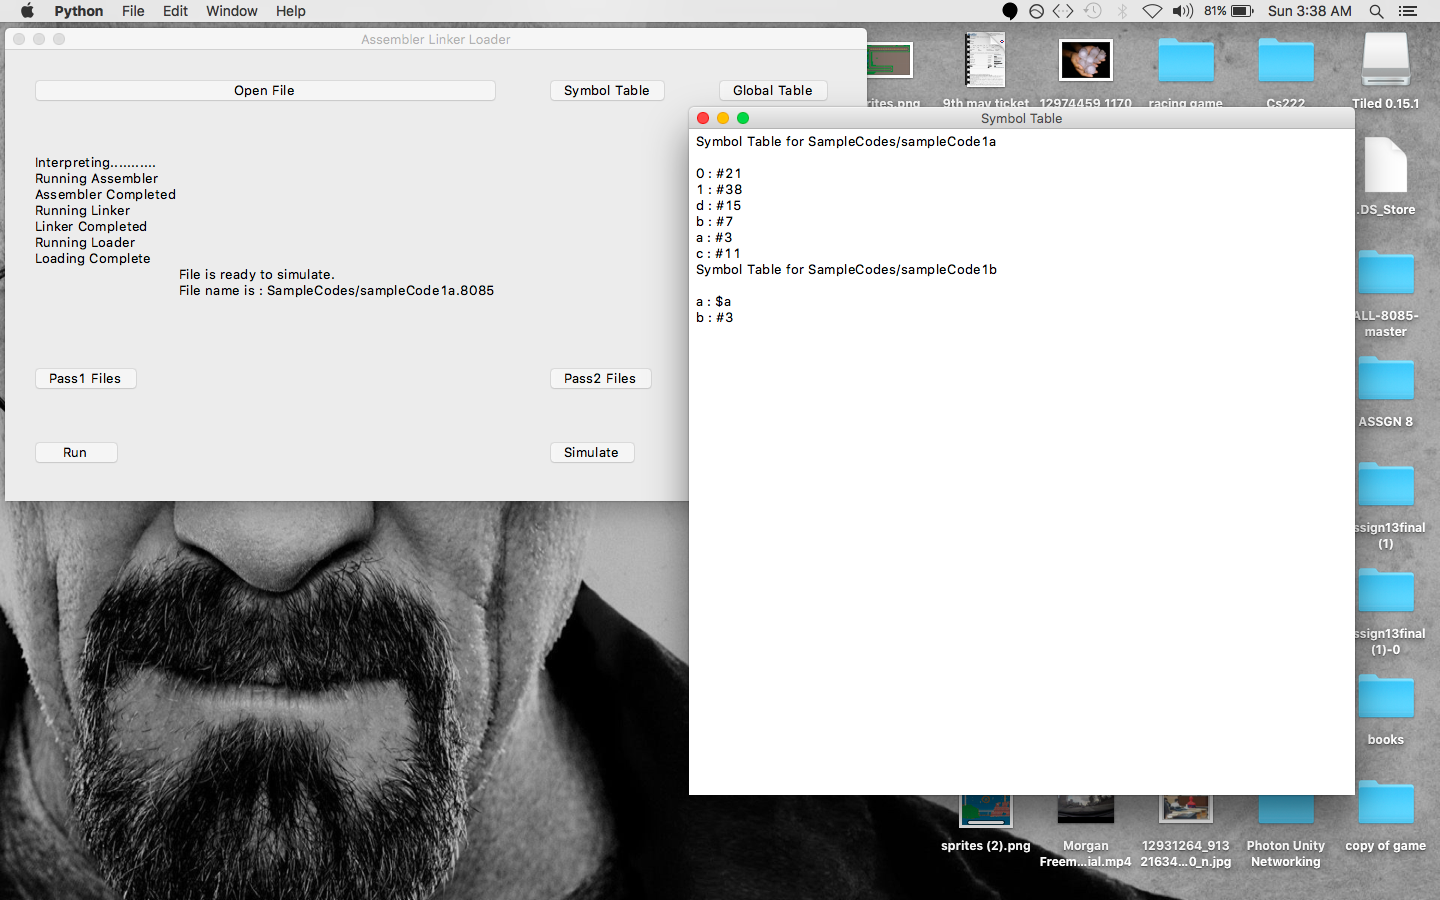 Python File Edit Window Help
81% Sun 3:38 AM
Assembler Linker Loader
Open File
Symbol Table
Global Table
Interpreting...........
Running Assembler
Assembler Completed
Running Linker
Linker Completed
Running Loader
Loading Complete
File is ready to simulate.
File name is : SampleCodes/sampleCode1a.8085
Pass1 Files
Pass2 Files
Run
Simulate
Symbol Table
Symbol Table for SampleCodes/sampleCode1a
0 : #21
1 : #38
d : #15
b : #7
a : #3
c : #11
Symbol Table for SampleCodes/sampleCode1b
a : $a
b : #3
rites.png
9th may ticket
12974459 1170
racing game
Cs222
Tiled 0.15.1
.DS_Store
ALL-8085-
master
ASSGN 8
ssign13final
(1)
ssign13final
(1)-0
books
sprites (2).png
Morgan
Freem...ial.mp4
12931264_913
21634...0_n.jpg
Photon Unity
Networking
copy of game